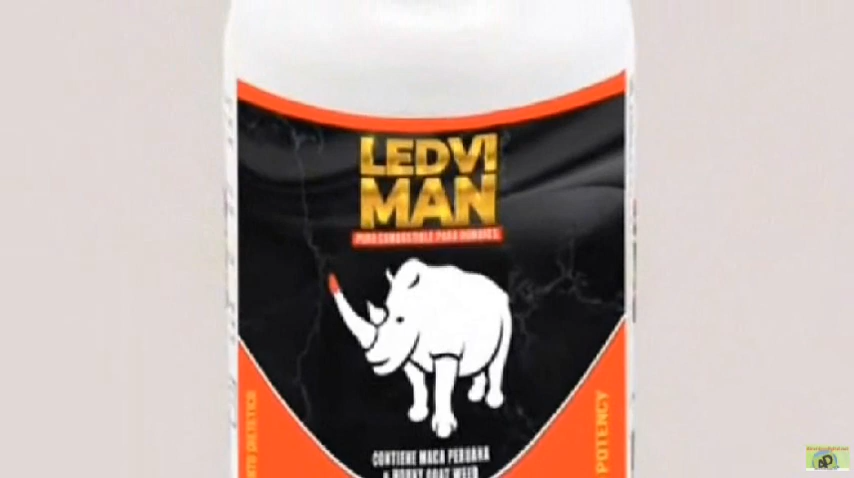 LEDVI
MAN
PURO COMBUSTIBLE PARA HOMBRES
CONTIENE MACA PERUANA
& HORNY GOAT WEED
POTENCY